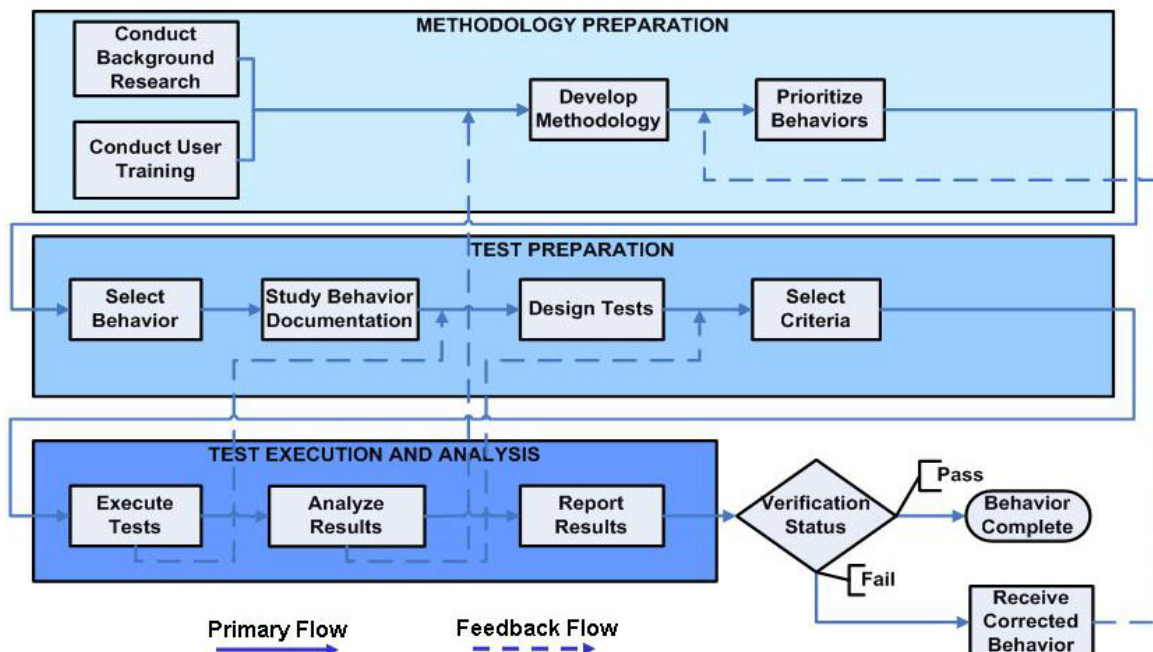 METHODOLOGY PREPARATION
Conduct
Background
Research
Conduct User
Training
Develop
Methodology
Prioritize
Behaviors
TEST PREPARATION
Select
Behavior
Study Behavior
Documentation
Design Tests
Select
Criteria
TEST EXECUTION AND ANALYSIS
Execute
Tests
Analyze
Results
Report
Results
Verification
Status
Pass
Behavior
Complete
Fail
Receive
Corrected
Behavior
Primary Flow
Feedback Flow